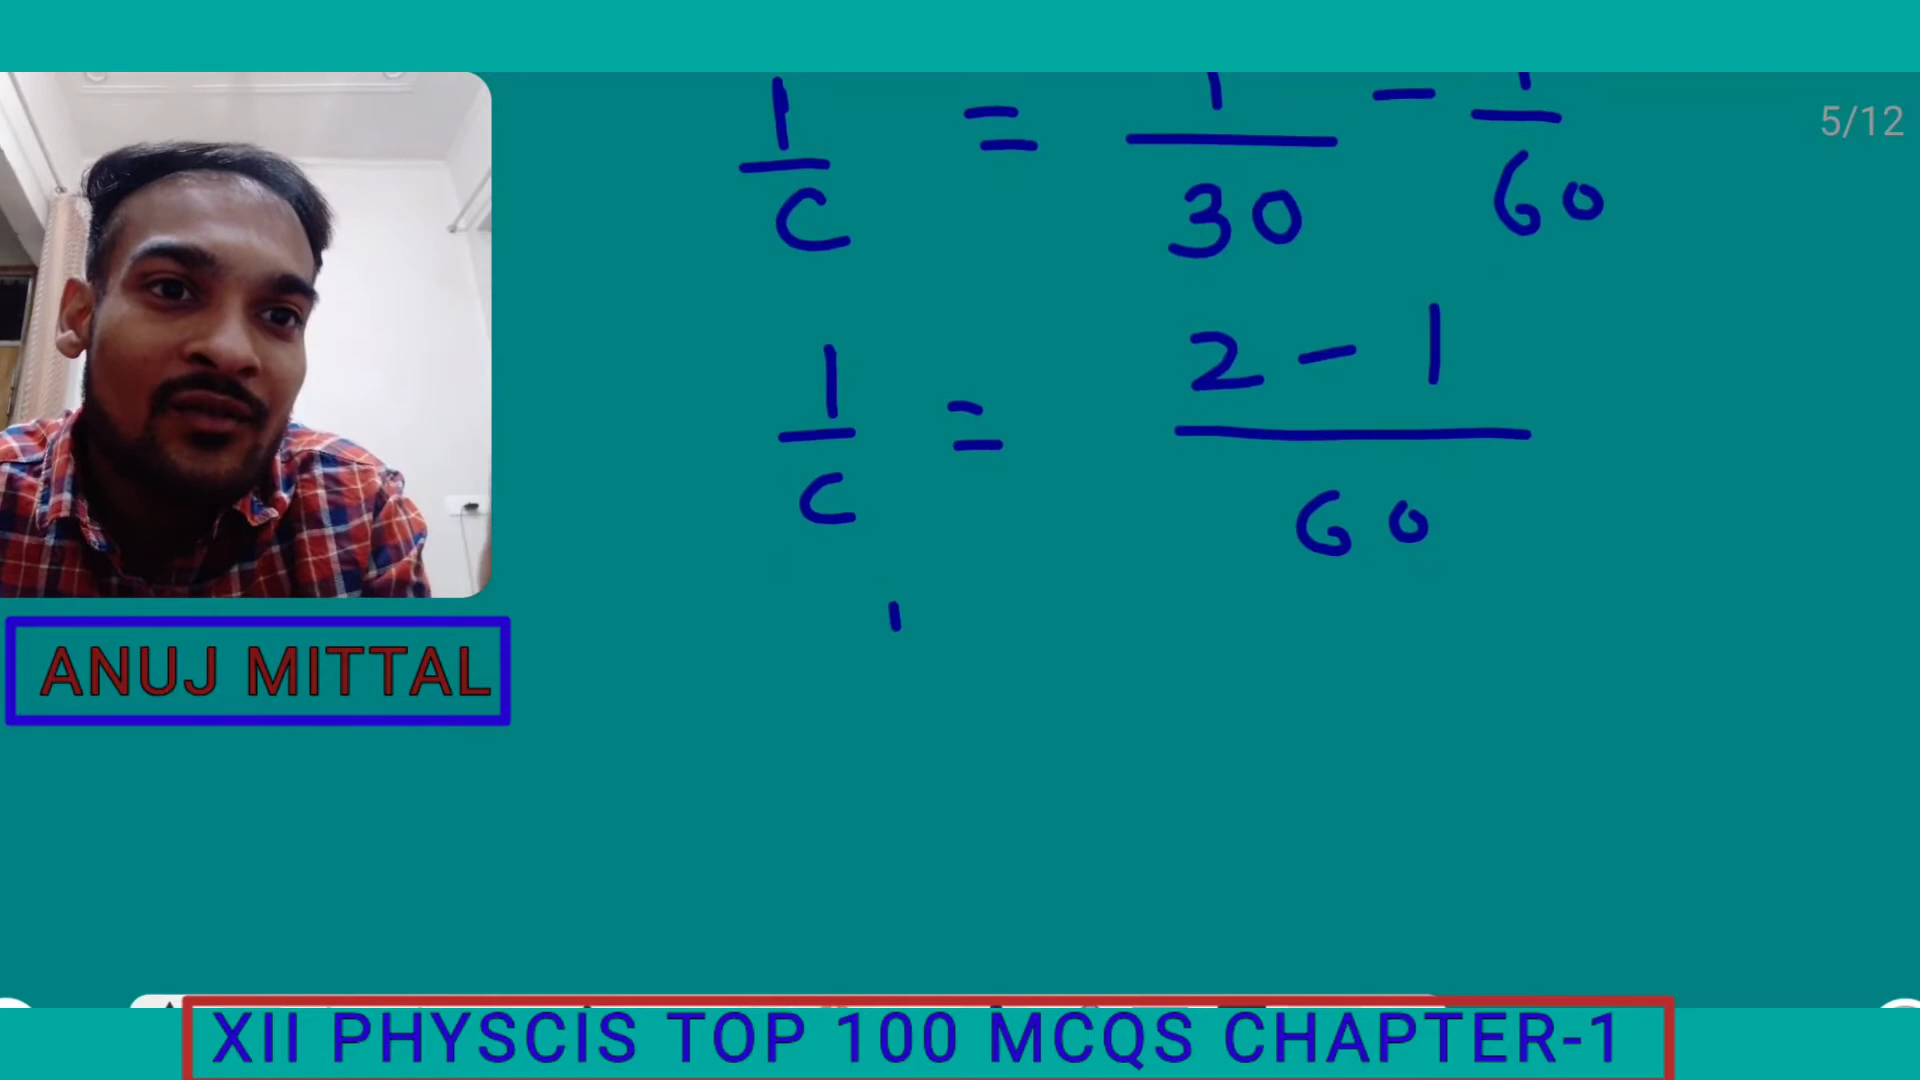 1/C = 1/30 - 1/60
5/12
1/C = 2 - 1/60
ANUJ MITTAL
XII PHYSCIS TOP 100 MCQS CHAPTER-1